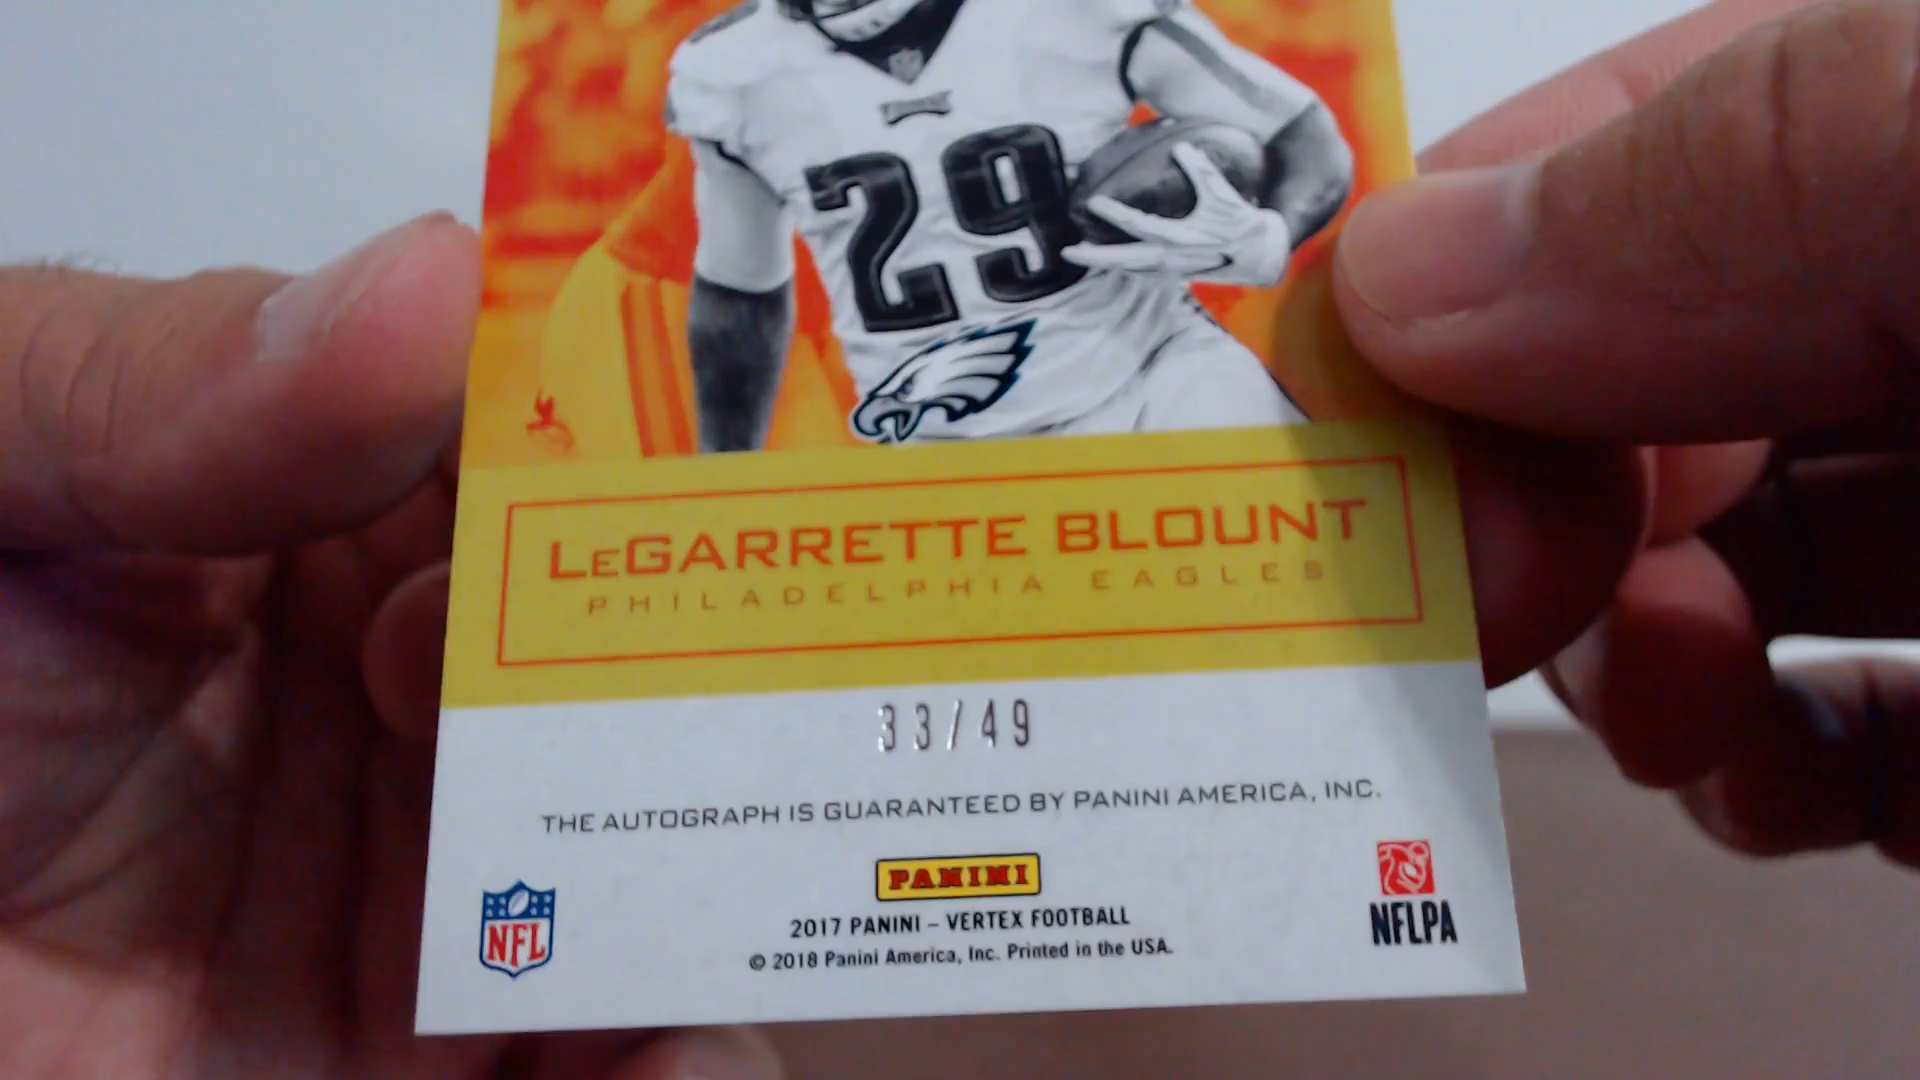 29
LeGARRETTE BLOUNT
PHILADELPHIA EAGLES
33/49
THE AUTOGRAPH IS GUARANTEED BY PANINI AMERICA, INC.
PANINI
NFL
2017 PANINI – VERTEX FOOTBALL
© 2018 Panini America, Inc. Printed in the USA.
NFLPA